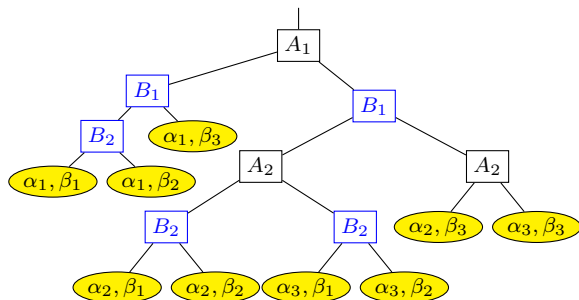 A₁
B₁
B₁
B₂
α₁, β₃
A₂
A₂
α₁, β₁
α₁, β₂
B₂
B₂
α₂, β₃
α₃, β₃
α₂, β₁
α₂, β₂
α₃, β₁
α₃, β₂